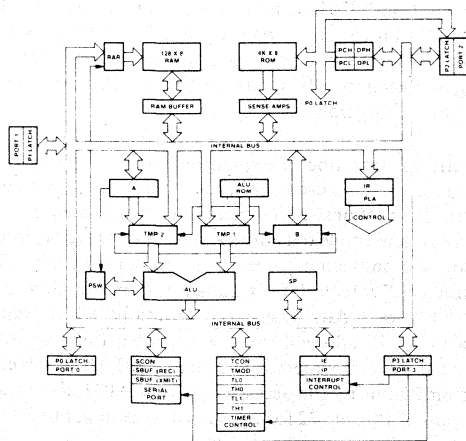 RAR
128 X 8
RAM
4K X 8
ROM
PCH DPH
PCL DPL
P2 LATCH
PORT 2
P0 LATCH
RAM BUFFER
SENSE AMPS
PORT 1
P1 LATCH
INTERNAL BUS
A
ALU
ROM
IR
PLA
CONTROL
TMP 2
TMP 1
B
PSW
ALU
SP
INTERNAL BUS
P0 LATCH
PORT 0
SCON
SBUF (REC)
SBUF (XMIT)
SERIAL
PORT
TCON
TMOD
TL0
TH0
TL1
TH1
TIMER
CONTROL
IE
IP
INTERRUPT
CONTROL
P3 LATCH
PORT 3